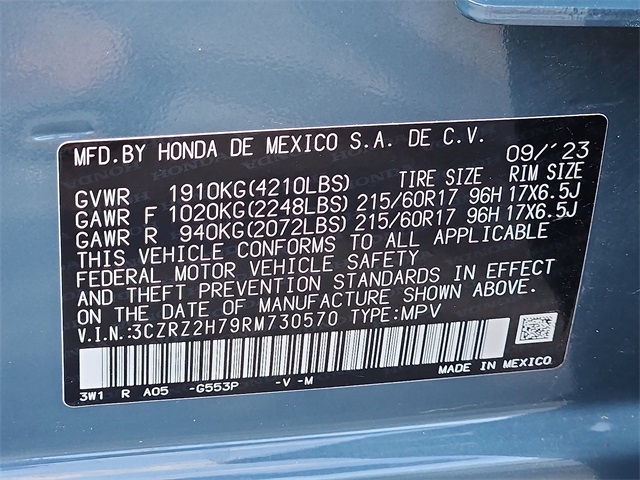 MFD.BY HONDA DE MEXICO S.A. DE C.V. 09/'23
GVWR 1910KG(4210LBS) TIRE SIZE RIM SIZE
GAWR F 1020KG(2248LBS) 215/60R17 96H 17X6.5J
GAWR R 940KG(2072LBS) 215/60R17 96H 17X6.5J
THIS VEHICLE CONFORMS TO ALL APPLICABLE
FEDERAL MOTOR VEHICLE SAFETY
AND THEFT PREVENTION STANDARDS IN EFFECT
ON THE DATE OF MANUFACTURE SHOWN ABOVE.
V.I.N.:3CZRZ2H79RM730570 TYPE:MPV
MADE IN MEXICO
3W1 R A05 -G553P -V -M